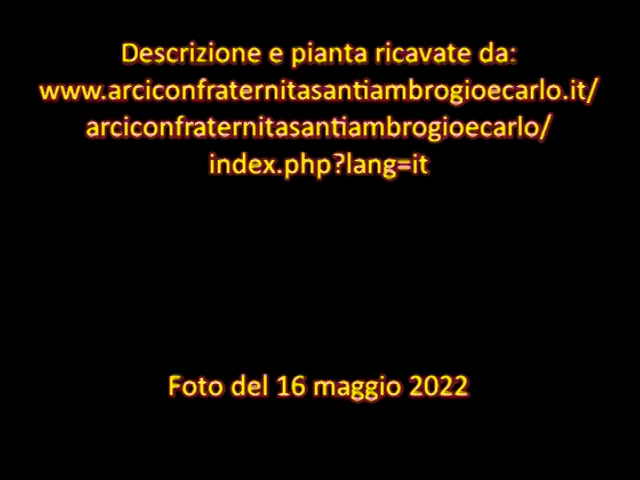 Descrizione e pianta ricavate da:
www.arciconfraternitasantiambrogioecarlo.it/
arciconfraternitasantiambrogioecarlo/
index.php?lang=it
Foto del 16 maggio 2022